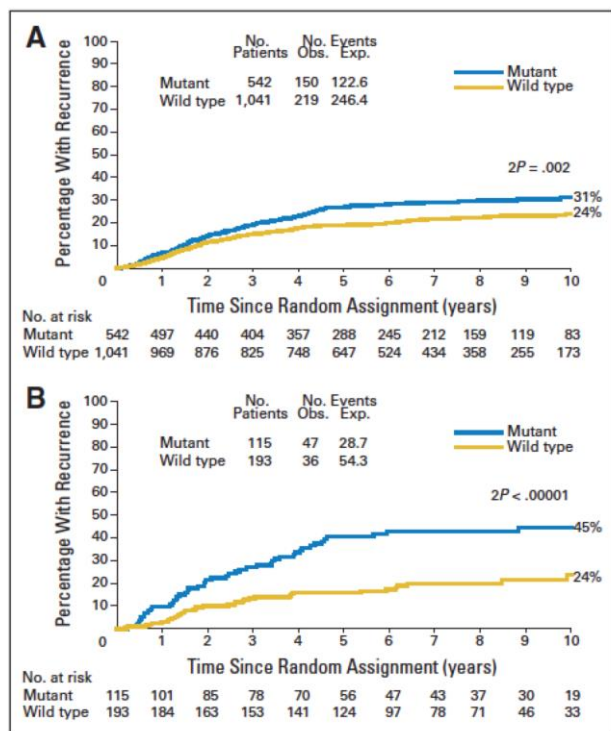 A
No. No. Events
Patients Obs. Exp.
Mutant 542 150 122.6
Wild type 1,041 219 246.4
Mutant
Wild type
2P = .002
31%
24%
Percentage With Recurrence
100
90
80
70
60
50
40
30
20
10
0 1 2 3 4 5 6 7 8 9 10
Time Since Random Assignment (years)
No. at risk
Mutant 542 497 440 404 357 288 245 212 159 119 83
Wild type 1,041 969 876 825 748 647 524 434 358 255 173
B
No. No. Events
Patients Obs. Exp.
Mutant 115 47 28.7
Wild type 193 36 54.3
Mutant
Wild type
2P < .00001
45%
24%
Percentage With Recurrence
100
90
80
70
60
50
40
30
20
10
0 1 2 3 4 5 6 7 8 9 10
Time Since Random Assignment (years)
No. at risk
Mutant 115 101 85 78 70 56 47 43 37 30 19
Wild type 193 184 163 153 141 124 97 78 71 46 33